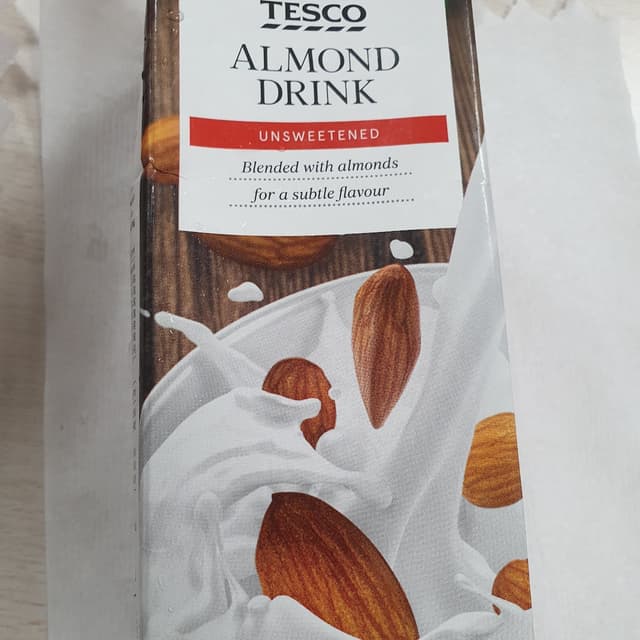 TESCO
ALMOND
DRINK
UNSWEETENED
Blended with almonds
for a subtle flavour